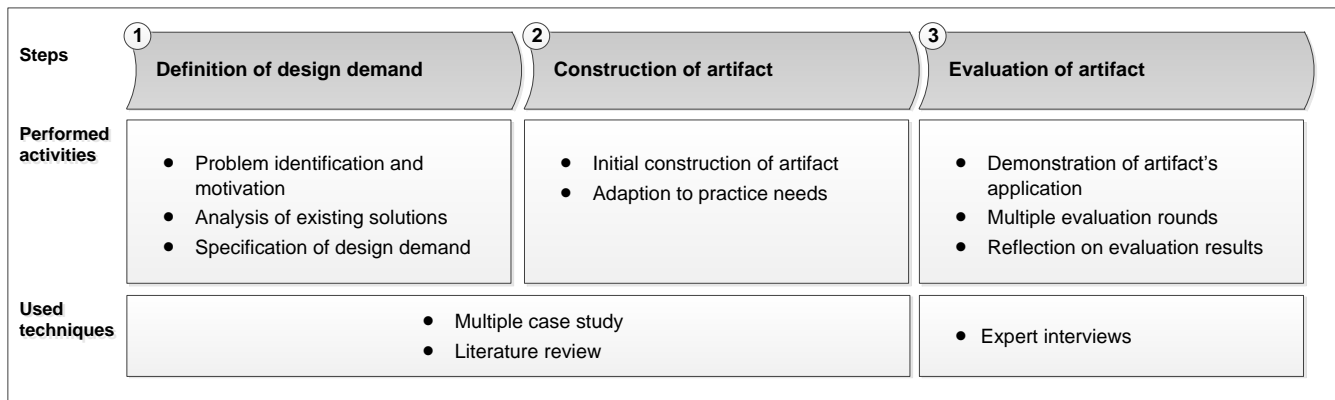 Steps
1
Definition of design demand
2
Construction of artifact
3
Evaluation of artifact
Performed
activities
● Problem identification and
motivation
● Analysis of existing solutions
● Specification of design demand
● Initial construction of artifact
● Adaption to practice needs
● Demonstration of artifact's
application
● Multiple evaluation rounds
● Reflection on evaluation results
Used
techniques
● Multiple case study
● Literature review
● Expert interviews